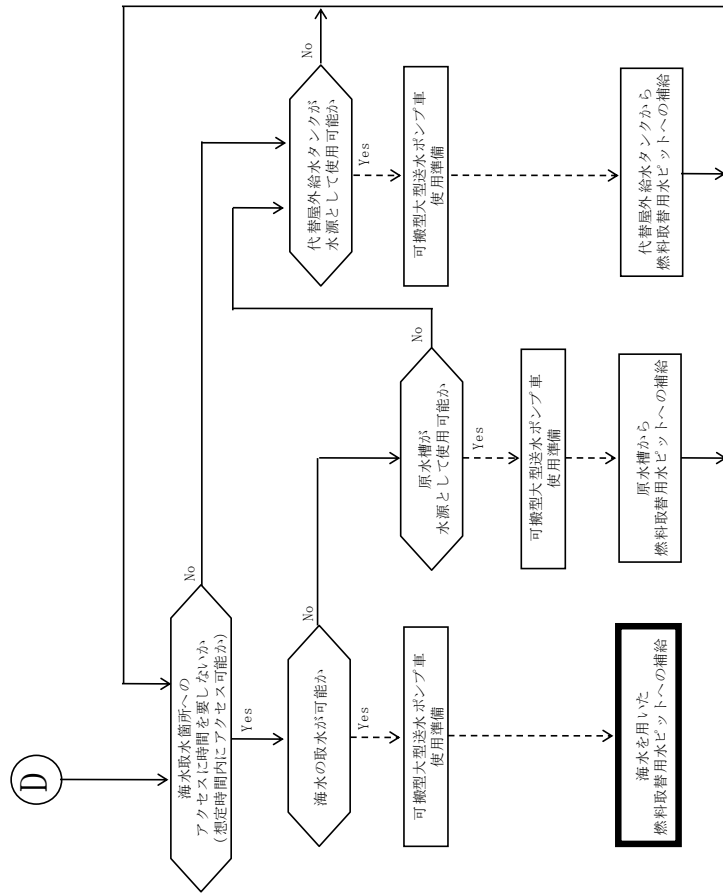 D
海水取水箇所への
アクセスに時間を要しないか
(想定時間内にアクセス可能か)
No
Yes
海水の取水が可能か
No
Yes
可搬型大型送水ポンプ車
使用準備
海水を用いた
燃料取替用水ピットへの補給
原水槽が
水源として使用可能か
No
Yes
可搬型大型送水ポンプ車
使用準備
原水槽から
燃料取替用水ピットへの補給
代替屋外給水タンクが
水源として使用可能か
No
Yes
可搬型大型送水ポンプ車
使用準備
代替屋外給水タンクから
燃料取替用水ピットへの補給